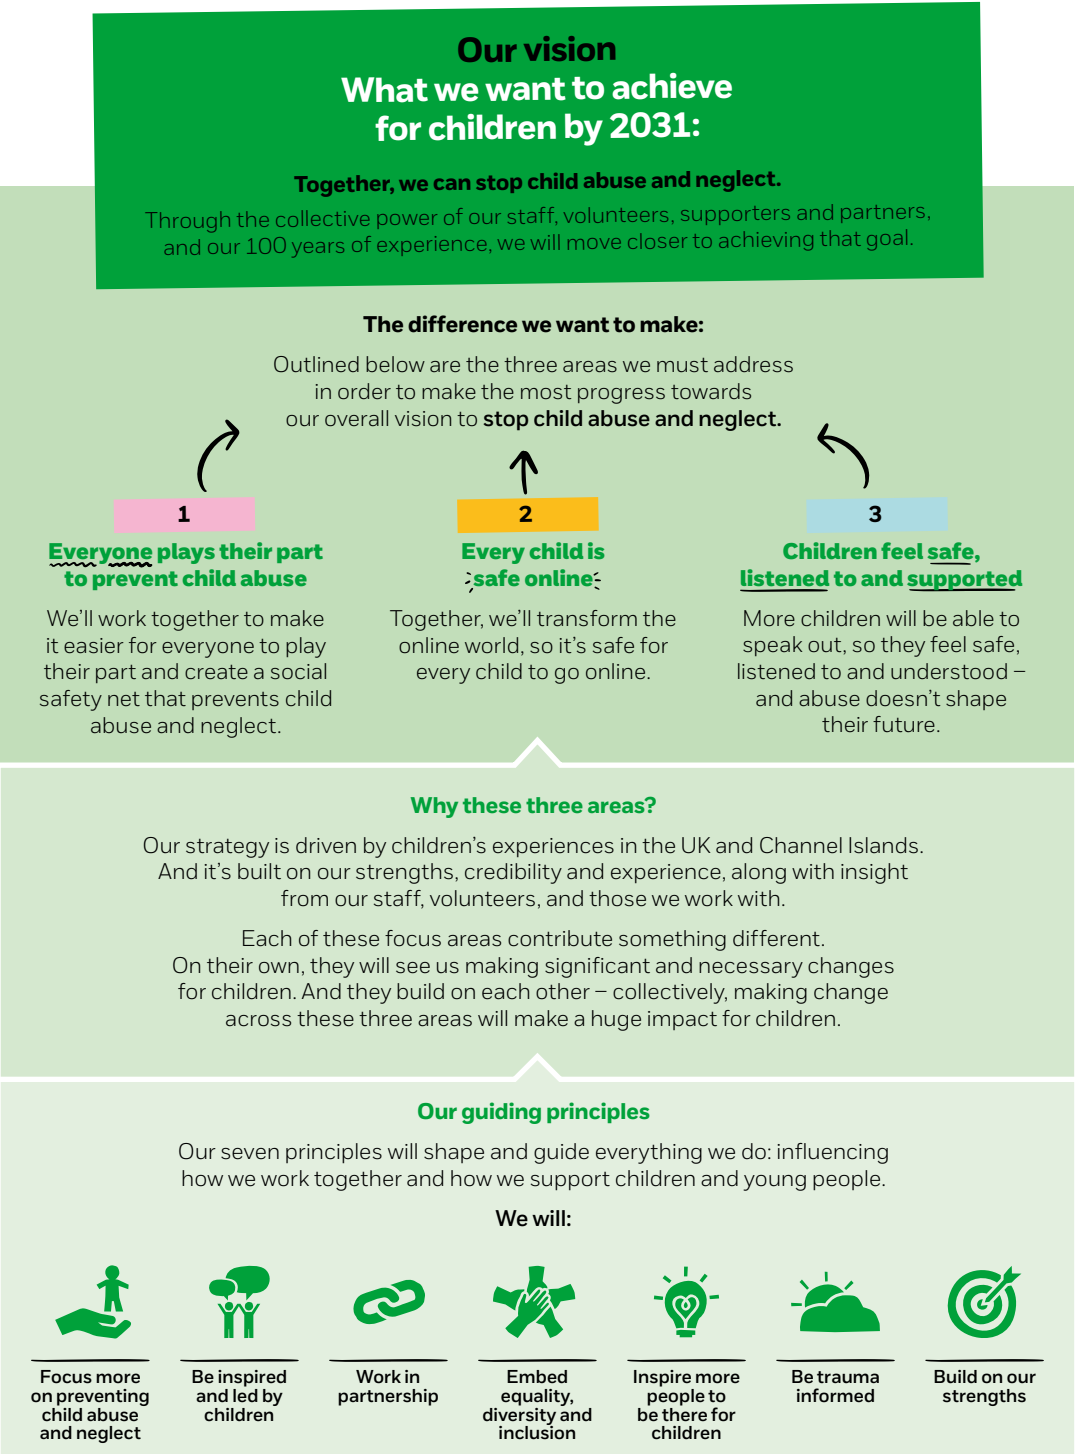 Our vision
What we want to achieve
for children by 2031:
Together, we can stop child abuse and neglect.
Through the collective power of our staff, volunteers, supporters and partners,
and our 100 years of experience, we will move closer to achieving that goal.
The difference we want to make:
Outlined below are the three areas we must address
in order to make the most progress towards
our overall vision to stop child abuse and neglect.
1
Everyone plays their part
to prevent child abuse
We'll work together to make
it easier for everyone to play
their part and create a social
safety net that prevents child
abuse and neglect.
2
Every child is
safe online
Together, we'll transform the
online world, so it's safe for
every child to go online.
3
Children feel safe,
listened to and supported
More children will be able to
speak out, so they feel safe,
listened to and understood –
and abuse doesn't shape
their future.
Why these three areas?
Our strategy is driven by children's experiences in the UK and Channel Islands.
And it's built on our strengths, credibility and experience, along with insight
from our staff, volunteers, and those we work with.
Each of these focus areas contribute something different.
On their own, they will see us making significant and necessary changes
for children. And they build on each other – collectively, making change
across these three areas will make a huge impact for children.
Our guiding principles
Our seven principles will shape and guide everything we do: influencing
how we work together and how we support children and young people.
We will:
Focus more
on preventing
child abuse
and neglect
Be inspired
and led by
children
Work in
partnership
Embed
equality,
diversity and
inclusion
Inspire more
people to
be there for
children
Be trauma
informed
Build on our
strengths